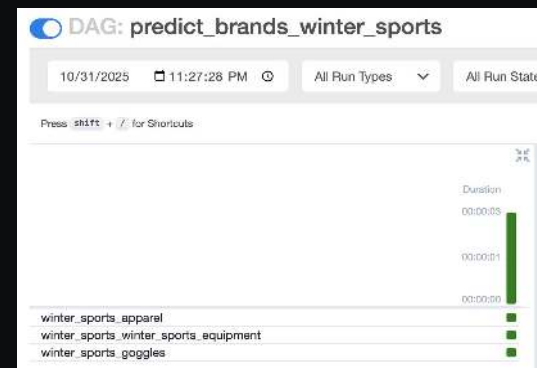 DAG: predict_brands_winter_sports
10/31/2025 11:27:28 PM All Run Types All Run State
Press shift + / for Shortcuts
Duration
00:00:03
00:00:01
00:00:00
winter_sports_apparel
winter_sports_winter_sports_equipment
winter_sports_goggles